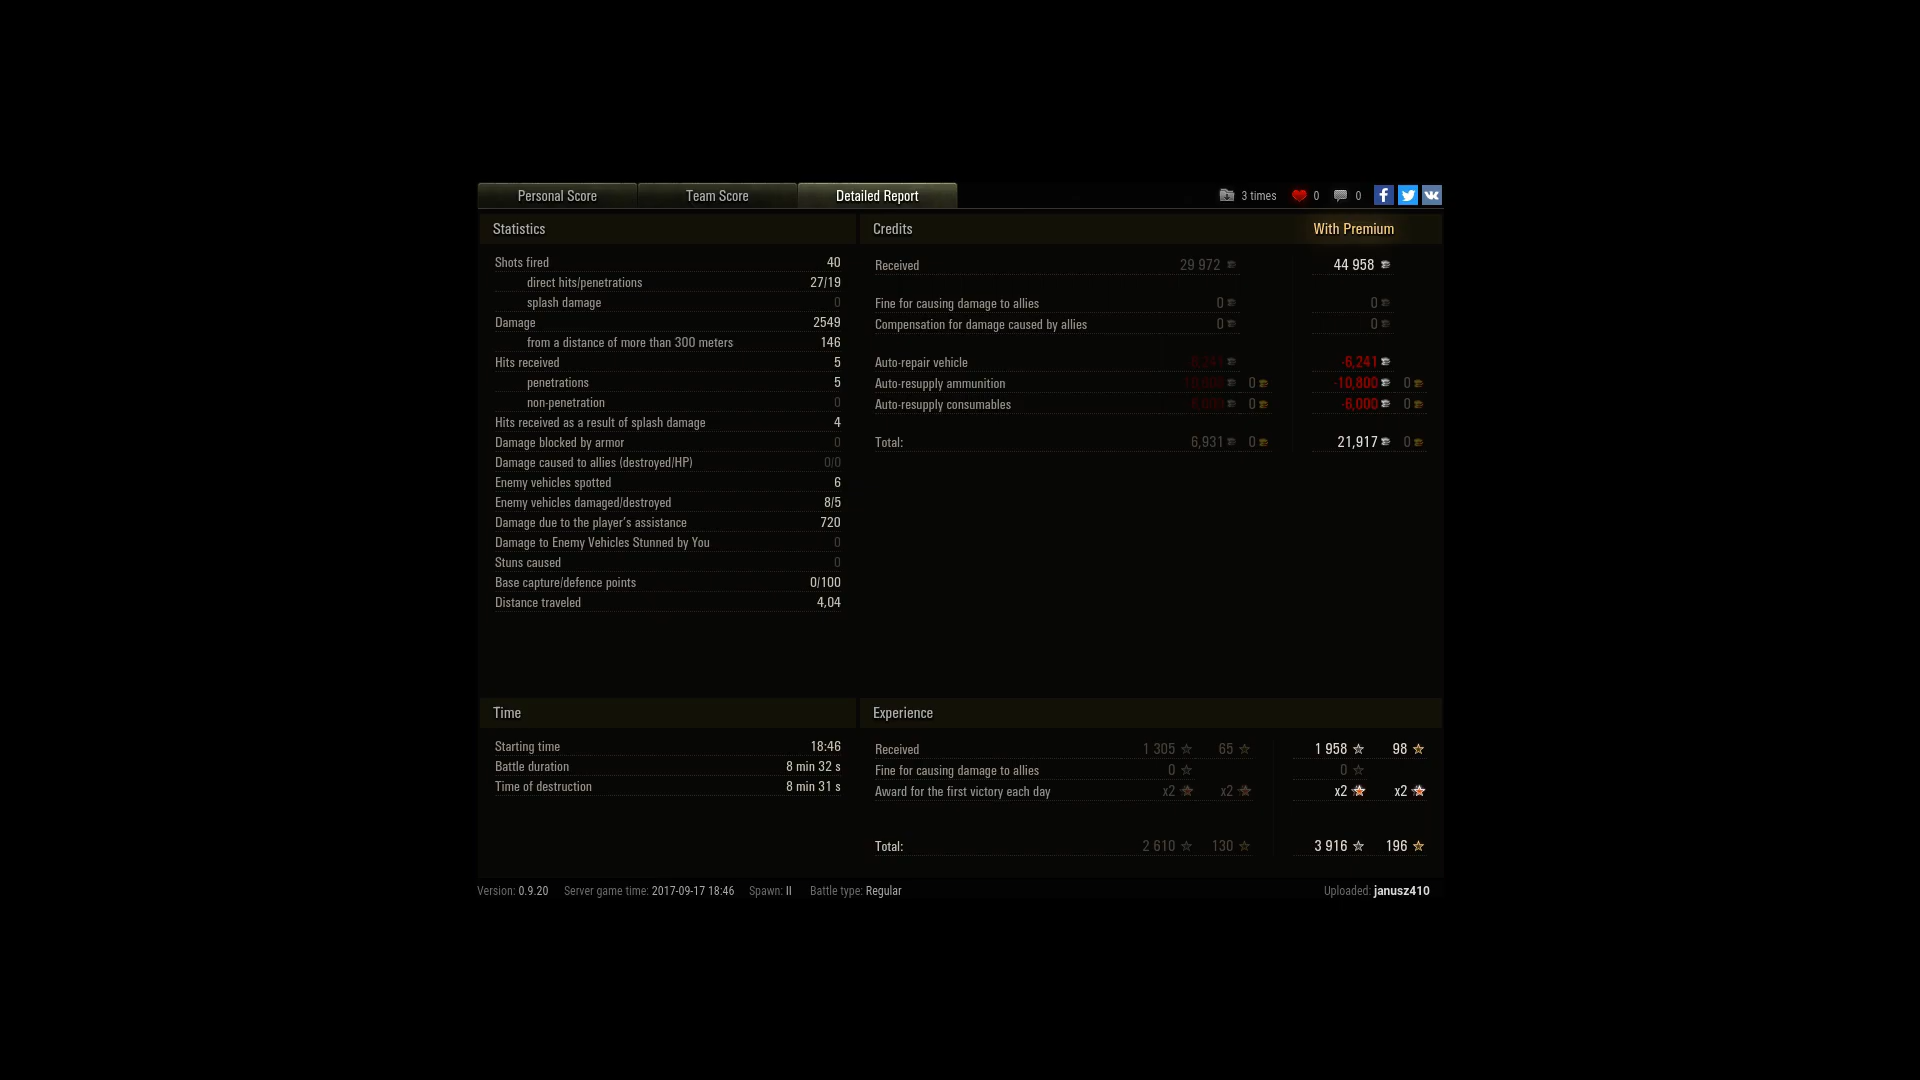 Personal Score Team Score Detailed Report 3 times 0 0
Statistics
Shots fired 40
direct hits/penetrations 27/19
splash damage 0
Damage 2549
from a distance of more than 300 meters 146
Hits received 5
penetrations 5
non-penetration 0
Hits received as a result of splash damage 4
Damage blocked by armor 0
Damage caused to allies (destroyed/HP) 0/0
Enemy vehicles spotted 6
Enemy vehicles damaged/destroyed 8/5
Damage due to the player's assistance 720
Damage to Enemy Vehicles Stunned by You 0
Stuns caused 0
Base capture/defence points 0/100
Distance traveled 4,04
Credits With Premium
Received 29 972 44 958
Fine for causing damage to allies 0 0
Compensation for damage caused by allies 0 0
Auto-repair vehicle -6,241 -6,241
Auto-resupply ammunition -10,800 0 -10,800 0
Auto-resupply consumables -6,000 0 -6,000 0
Total: 6,931 0 21,917 0
Time
Starting time 18:46
Battle duration 8 min 32 s
Time of destruction 8 min 31 s
Experience
Received 1 305 65 1 958 98
Fine for causing damage to allies 0 0
Award for the first victory each day x2 x2 x2 x2
Total: 2 610 130 3 916 196
Version: 0.9.20 Server game time: 2017-09-17 18:46 Spawn: II Battle type: Regular Uploaded: janusz410